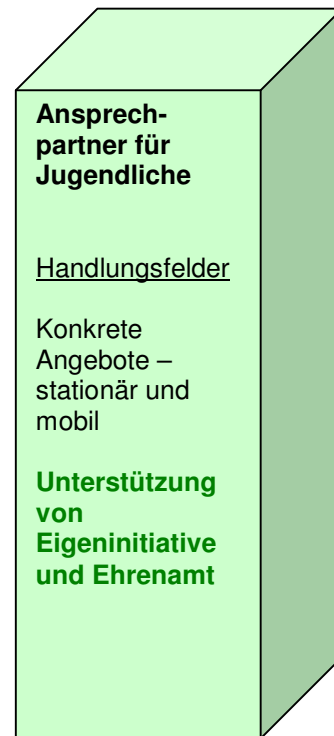 Ansprech-
partner für
Jugendliche
Handlungsfelder
Konkrete
Angebote –
stationär und
mobil
Unterstützung
von
Eigeninitiative
und Ehrenamt